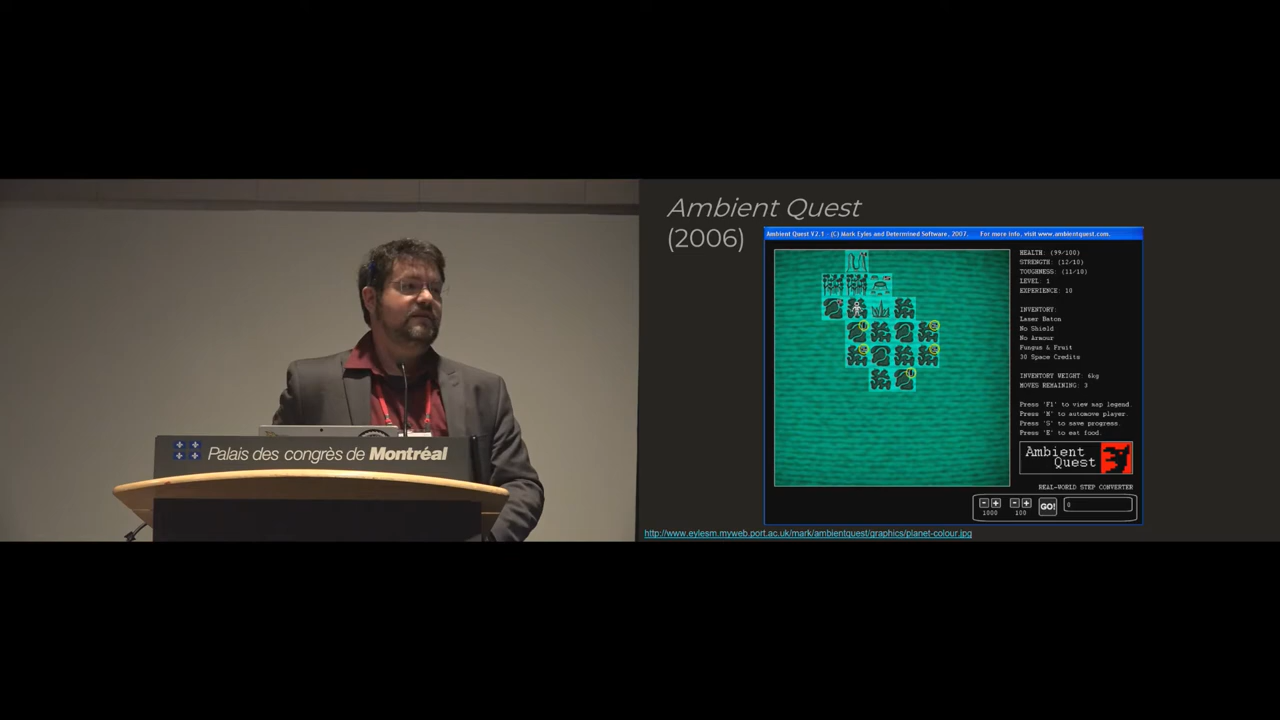 Palais des congrès de Montréal
Ambient Quest
(2006)
Ambient Quest V2.1 - (C) Mark Eyles and Determined Software, 2007. For more info, visit www.ambientquest.com.
HEALTH: (99/100)
STRENGTH: (12/10)
TOUGHNESS: (11/10)
LEVEL: 1
EXPERIENCE: 10
INVENTORY:
Laser Baton
No Shield
No Armour
Fungus & Fruit
30 Space Credits
INVENTORY WEIGHT: 6kg
MOVES REMAINING: 3
Press 'F1' to view map legend.
Press 'M' to automove player.
Press 'S' to save progress.
Press 'E' to eat food.
Ambient
Quest
REAL-WORLD STEP CONVERTER
- + - + GO! 0
1000 100
http://www.eylesm.myweb.port.ac.uk/mark/ambientquest/graphics/planet-colour.jpg